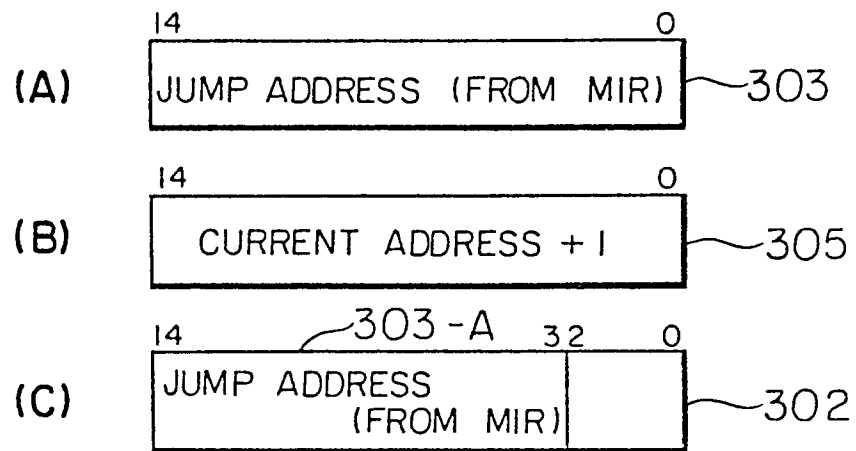 14 0
(A) JUMP ADDRESS (FROM MIR) 303
14 0
(B) CURRENT ADDRESS + 1 305
14 303-A 3 2 0
(C) JUMP ADDRESS
(FROM MIR) 302